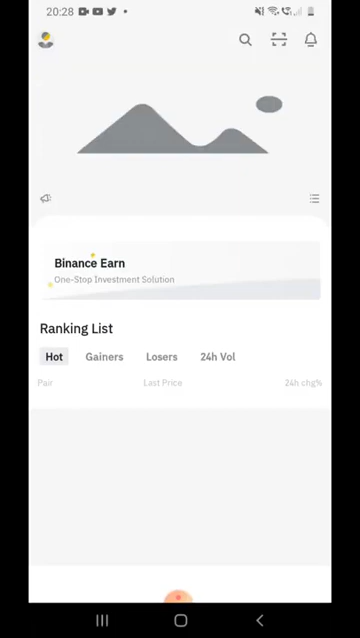 20:28
Binance Earn
One-Stop Investment Solution
Ranking List
Hot Gainers Losers 24h Vol
Pair Last Price 24h chg%